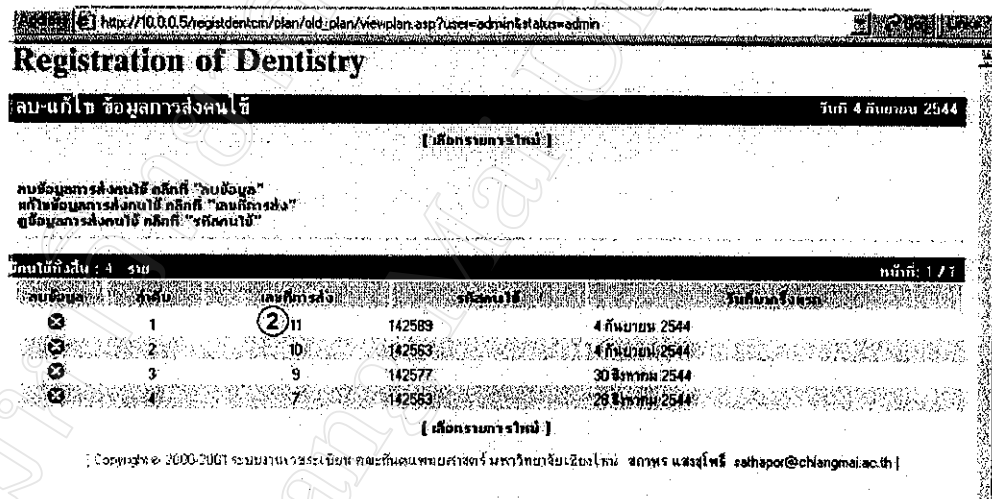 Address http://10.0.0.5/registdentcm/plan/old_plan/viewplan.asp?user=admin&status=admin
Registration of Dentistry
ลบ-แก้ไข ข้อมูลการส่งคนไข้ วันที่ 4 กันยายน 2544
[ เลือกรายการใหม่ ]
ลบข้อมูลการส่งคนไข้ คลิกที่ "ลบข้อมูล"
แก้ไขข้อมูลการส่งคนไข้ คลิกที่ "เลขที่การส่ง"
ดูข้อมูลการส่งคนไข้ คลิกที่ "รหัสคนไข้"
มีคนไข้ทั้งสิ้น : 4 ราย หน้าที่: 1 / 1
ลบข้อมูล ลำดับ เลขที่การส่ง รหัสคนไข้ วันที่มาครั้งแรก
1 2 11 142589 4 กันยายน 2544
2 10 142563 4 กันยายน 2544
3 9 142577 30 สิงหาคม 2544
4 7 142563 28 สิงหาคม 2544
[ เลือกรายการใหม่ ]
[ Copyright © 2000-2001 ระบบงานเวชระเบียน คณะทันตแพทยศาสตร์ มหาวิทยาลัยเชียงใหม่ สถาพร แสงสุโพธิ์ sathapor@chiangmai.ac.th ]